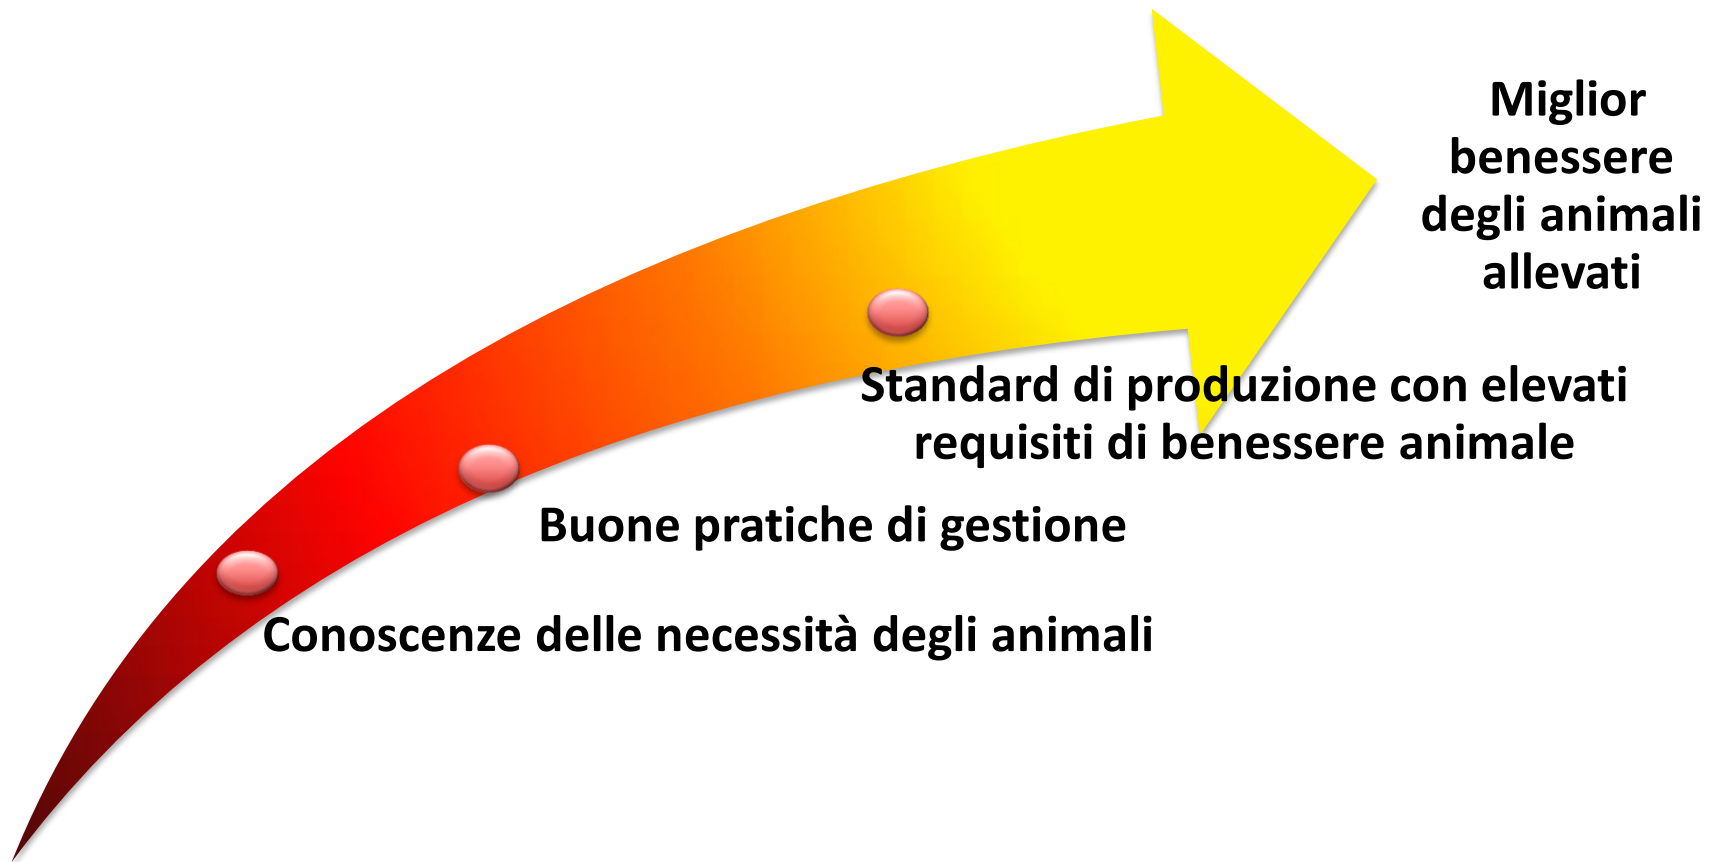 Miglior
benessere
degli animali
allevati
Standard di produzione con elevati
requisiti di benessere animale
Buone pratiche di gestione
Conoscenze delle necessità degli animali